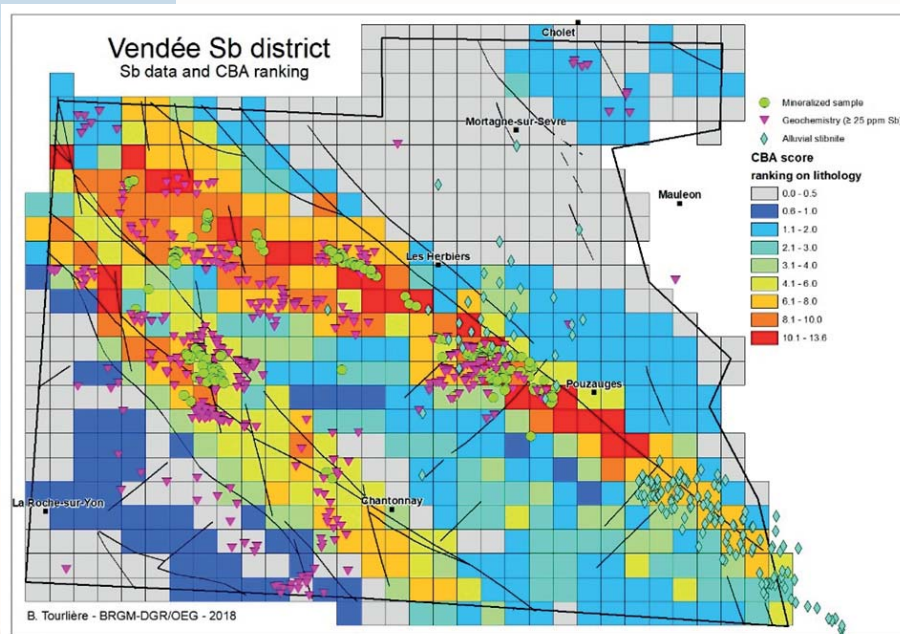 Vendée Sb district
Sb data and CBA ranking
Cholet
Mortagne-sur-Sèvre
Mauleon
Les Herbiers
Pouzauges
Chantonnay
La Roche-sur-Yon
Mineralized sample
Geochemistry (≥ 25 ppm Sb)
Alluvial stibnite
CBA score
ranking on lithology
0.0 - 0.5
0.6 - 1.0
1.1 - 2.0
2.1 - 3.0
3.1 - 4.0
4.1 - 6.0
6.1 - 8.0
8.1 - 10.0
10.1 - 13.6
B. Tourlière - BRGM-DGR/OEG - 2018